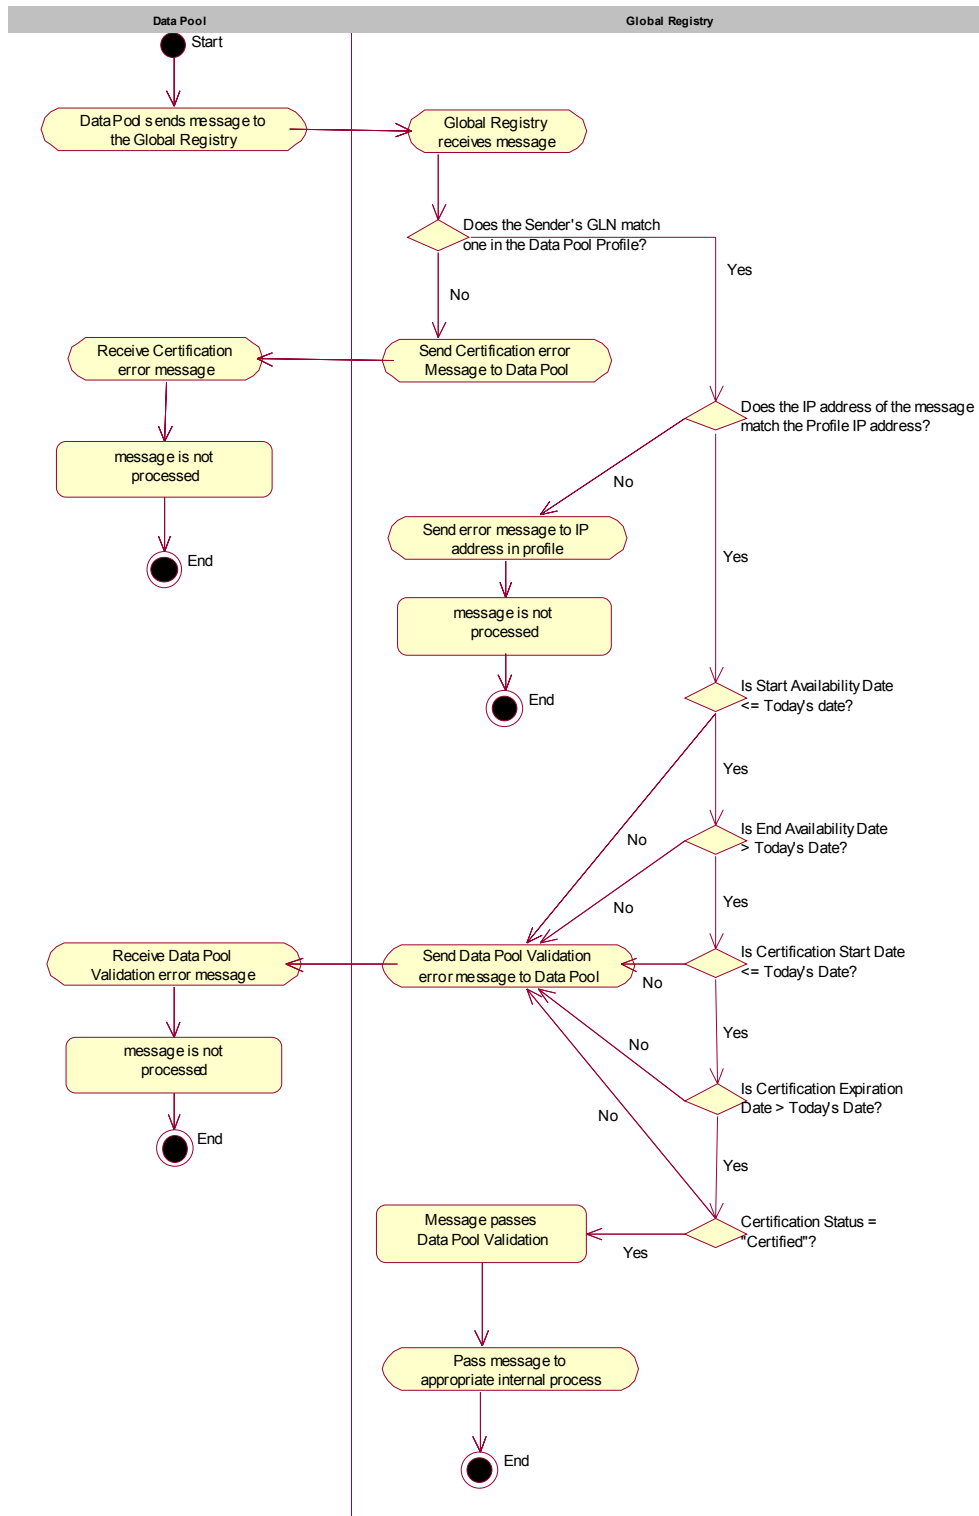 Data Pool
Global Registry
Start
Data Pool sends message to
the Global Registry
Global Registry
receives message
Does the Sender's GLN match
one in the Data Pool Profile?
Yes
No
Receive Certification
error message
Send Certification error
Message to Data Pool
Does the IP address of the message
match the Profile IP address?
message is not
processed
No
Send error message to IP
address in profile
Yes
End
message is not
processed
Is Start Availability Date
<= Today's date?
End
Yes
Is End Availability Date
> Today's Date?
No
Yes
No
Receive Data Pool
Validation error message
Send Data Pool Validation
error message to Data Pool
Is Certification Start Date
<= Today's Date?
No
Yes
message is not
processed
No
Is Certification Expiration
Date > Today's Date?
No
End
Yes
Message passes
Data Pool Validation
Certification Status =
"Certified"?
Yes
Pass message to
appropriate internal process
End